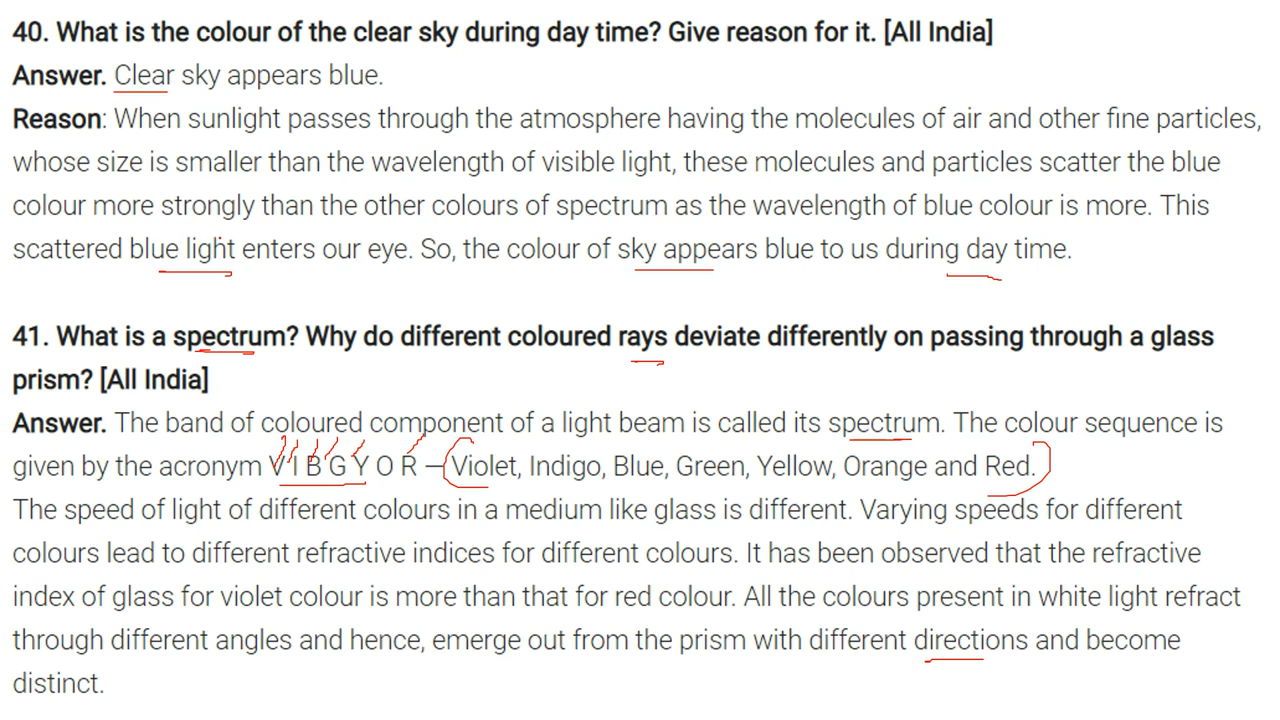 40. What is the colour of the clear sky during day time? Give reason for it. [All India]
Answer. Clear sky appears blue.
Reason: When sunlight passes through the atmosphere having the molecules of air and other fine particles,
whose size is smaller than the wavelength of visible light, these molecules and particles scatter the blue
colour more strongly than the other colours of spectrum as the wavelength of blue colour is more. This
scattered blue light enters our eye. So, the colour of sky appears blue to us during day time.
41. What is a spectrum? Why do different coloured rays deviate differently on passing through a glass
prism? [All India]
Answer. The band of coloured component of a light beam is called its spectrum. The colour sequence is
given by the acronym V I B G Y O R – Violet, Indigo, Blue, Green, Yellow, Orange and Red.
The speed of light of different colours in a medium like glass is different. Varying speeds for different
colours lead to different refractive indices for different colours. It has been observed that the refractive
index of glass for violet colour is more than that for red colour. All the colours present in white light refract
through different angles and hence, emerge out from the prism with different directions and become
distinct.